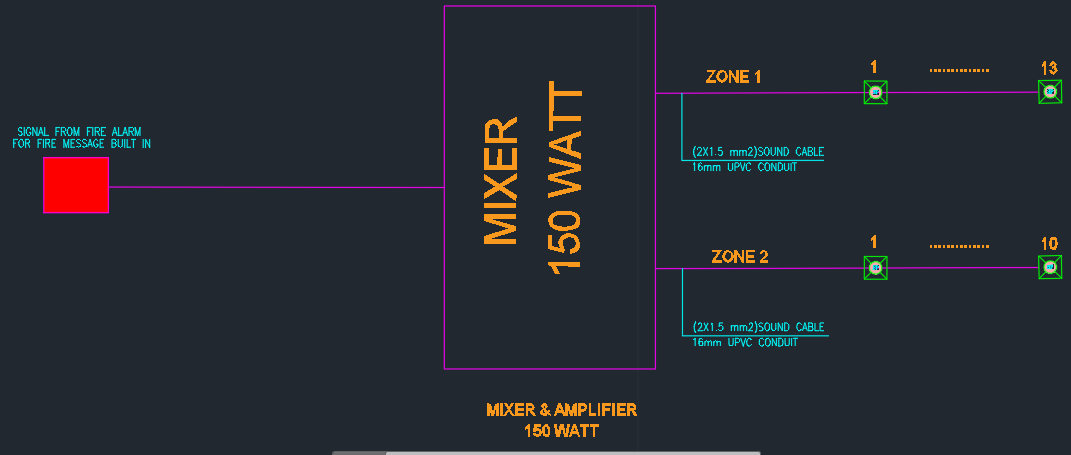 SIGNAL FROM FIRE ALARM
FOR FIRE MESSAGE BUILT IN
MIXER
150 WATT
ZONE 1
1
.............
13
(2X1.5 mm2)SOUND CABLE
16mm UPVC CONDUIT
ZONE 2
1
.............
10
(2X1.5 mm2)SOUND CABLE
16mm UPVC CONDUIT
MIXER & AMPLIFIER
150 WATT